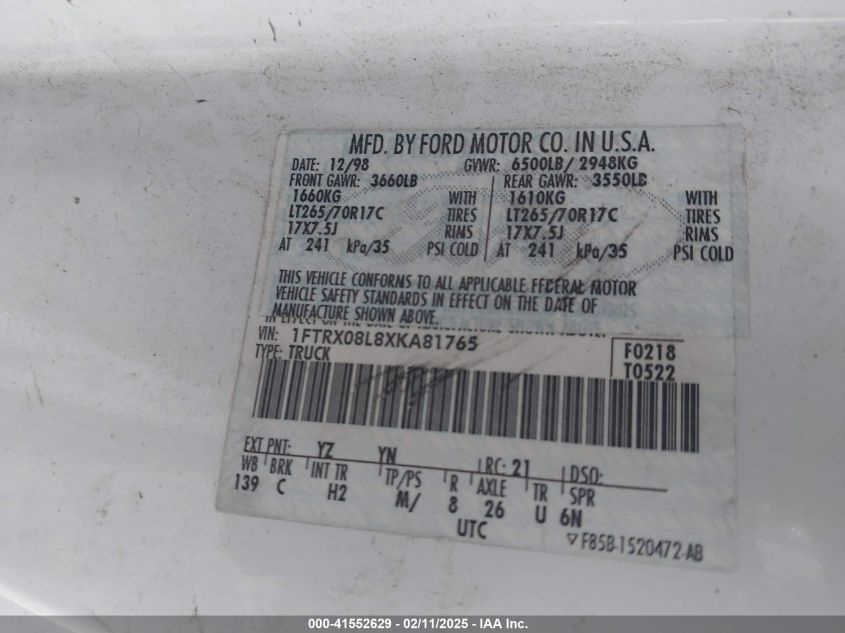 MFD. BY FORD MOTOR CO. IN U.S.A.
DATE: 12/98 GVWR: 6500LB/ 2948KG
FRONT GAWR: 3660LB REAR GAWR: 3550LB
1660KG WITH 1610KG WITH
LT265/70R17C TIRES LT265/70R17C TIRES
17X7.5J RIMS 17X7.5J RIMS
AT 241 kPa/35 PSI COLD AT 241 kPa/35 PSI COLD
THIS VEHICLE CONFORMS TO ALL APPLICABLE FEDERAL MOTOR
VEHICLE SAFETY STANDARDS IN EFFECT ON THE DATE OF
MANUFACTURE SHOWN ABOVE.
VIN: 1FTRX08L8XKA81765 F0218
TYPE: TRUCK T0522
EXT PNT: YZ YN RC: 21 DSO:
WB BRK INT TR TP/PS R AXLE TR SPR
139 C H2 M/ 8 26 U 6N
UTC
▽ F85B-1520472-AB
000-41552629 - 02/11/2025 - IAA Inc.